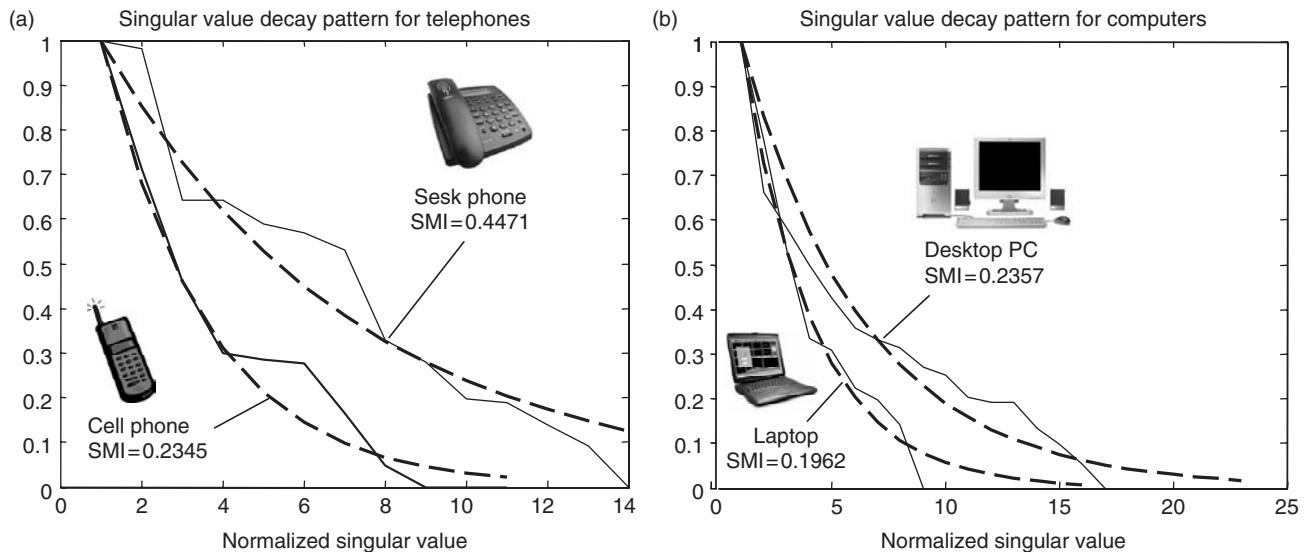 (a) Singular value decay pattern for telephones
1
0.9
0.8
0.7
0.6
0.5
0.4
0.3
0.2
0.1
0
0 2 4 6 8 10 12 14
Sesk phone
SMI=0.4471
Cell phone
SMI=0.2345
Normalized singular value
(b) Singular value decay pattern for computers
1
0.9
0.8
0.7
0.6
0.5
0.4
0.3
0.2
0.1
0
0 5 10 15 20 25
Desktop PC
SMI=0.2357
Laptop
SMI=0.1962
Normalized singular value